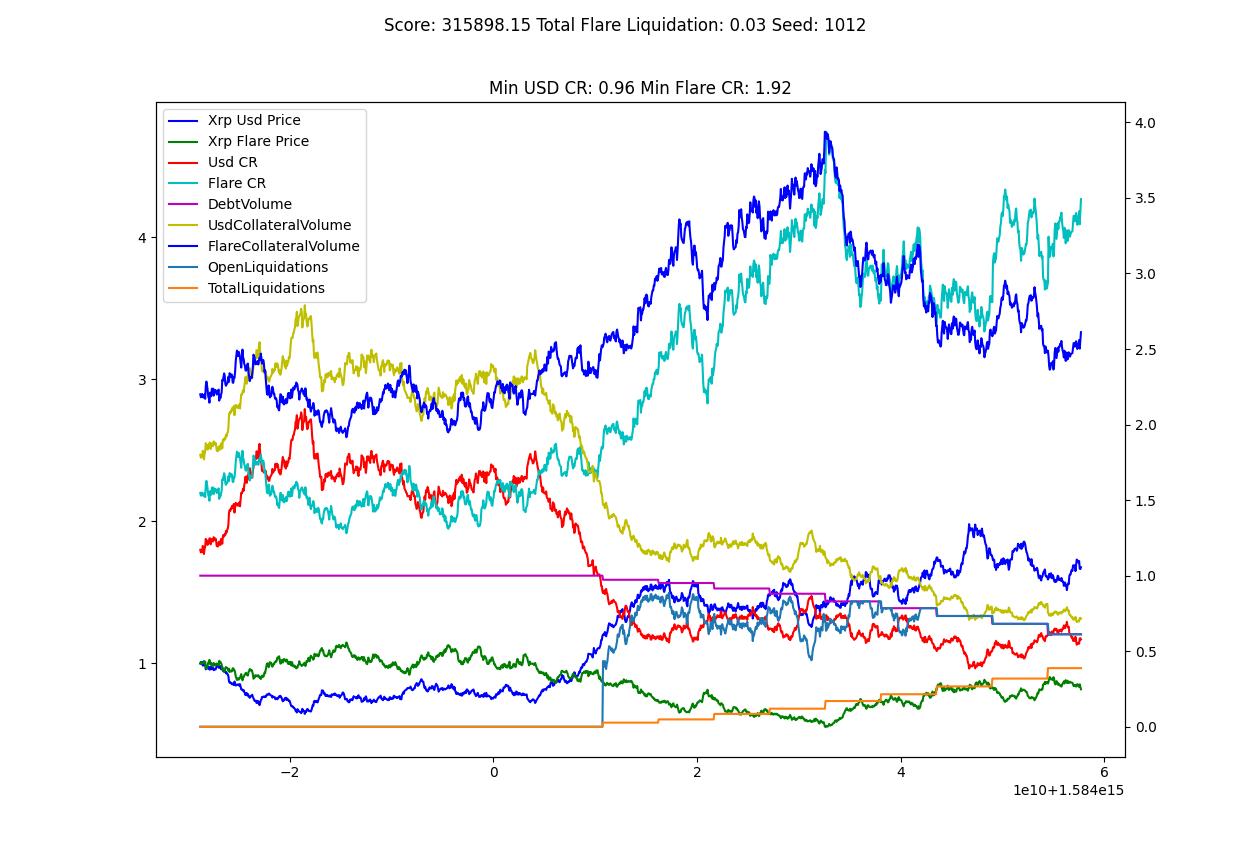 Score: 315898.15 Total Flare Liquidation: 0.03 Seed: 1012
Min USD CR: 0.96 Min Flare CR: 1.92
Xrp Usd Price
Xrp Flare Price
Usd CR
Flare CR
DebtVolume
UsdCollateralVolume
FlareCollateralVolume
OpenLiquidations
TotalLiquidations
4
3
2
1
4.0
3.5
3.0
2.5
2.0
1.5
1.0
0.5
0.0
−2 0 2 4 6
1e10+1.584e15